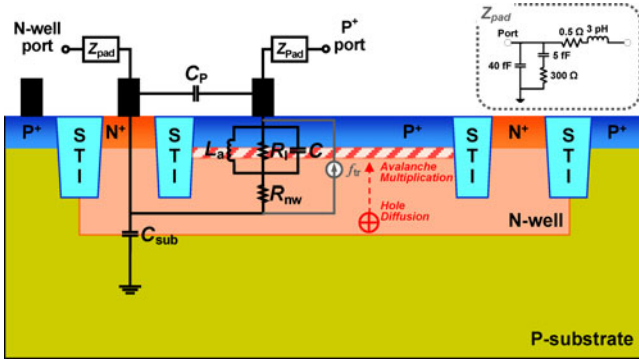 N-well
port
Zpad
P+
port
ZPad
CP
Zpad
Port
0.5 Ω
3 pH
40 fF
5 fF
300 Ω
P+
N+
STI
La
Rl
C
ftr
Avalanche
Multiplication
Hole
Diffusion
Rnw
Csub
P+
STI
N+
STI
P+
N-well
P-substrate